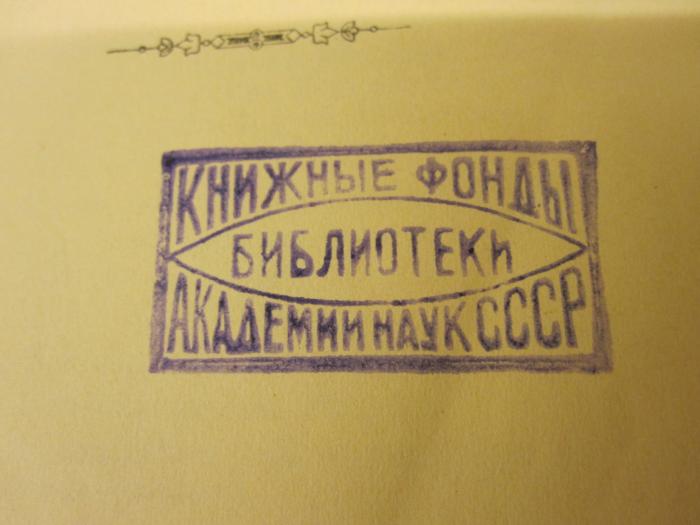 КНИЖНЫЕ ФОНДЫ
БИБЛИОТЕКИ
АКАДЕМИИ НАУК СССР